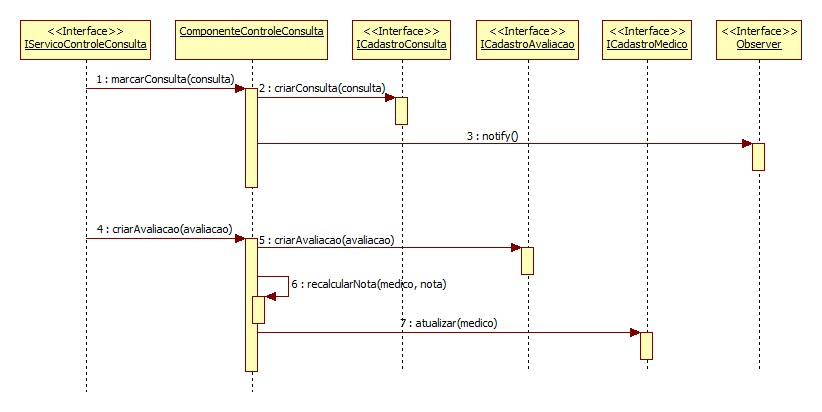 <<Interface>>
IServicoControleConsulta
ComponenteControleConsulta
<<Interface>>
ICadastroConsulta
<<Interface>>
ICadastroAvaliacao
<<Interface>>
ICadastroMedico
<<Interface>>
Observer
1 : marcarConsulta(consulta)
2 : criarConsulta(consulta)
3 : notify()
4 : criarAvaliacao(avaliacao)
5 : criarAvaliacao(avaliacao)
6 : recalcularNota(medico, nota)
7 : atualizar(medico)